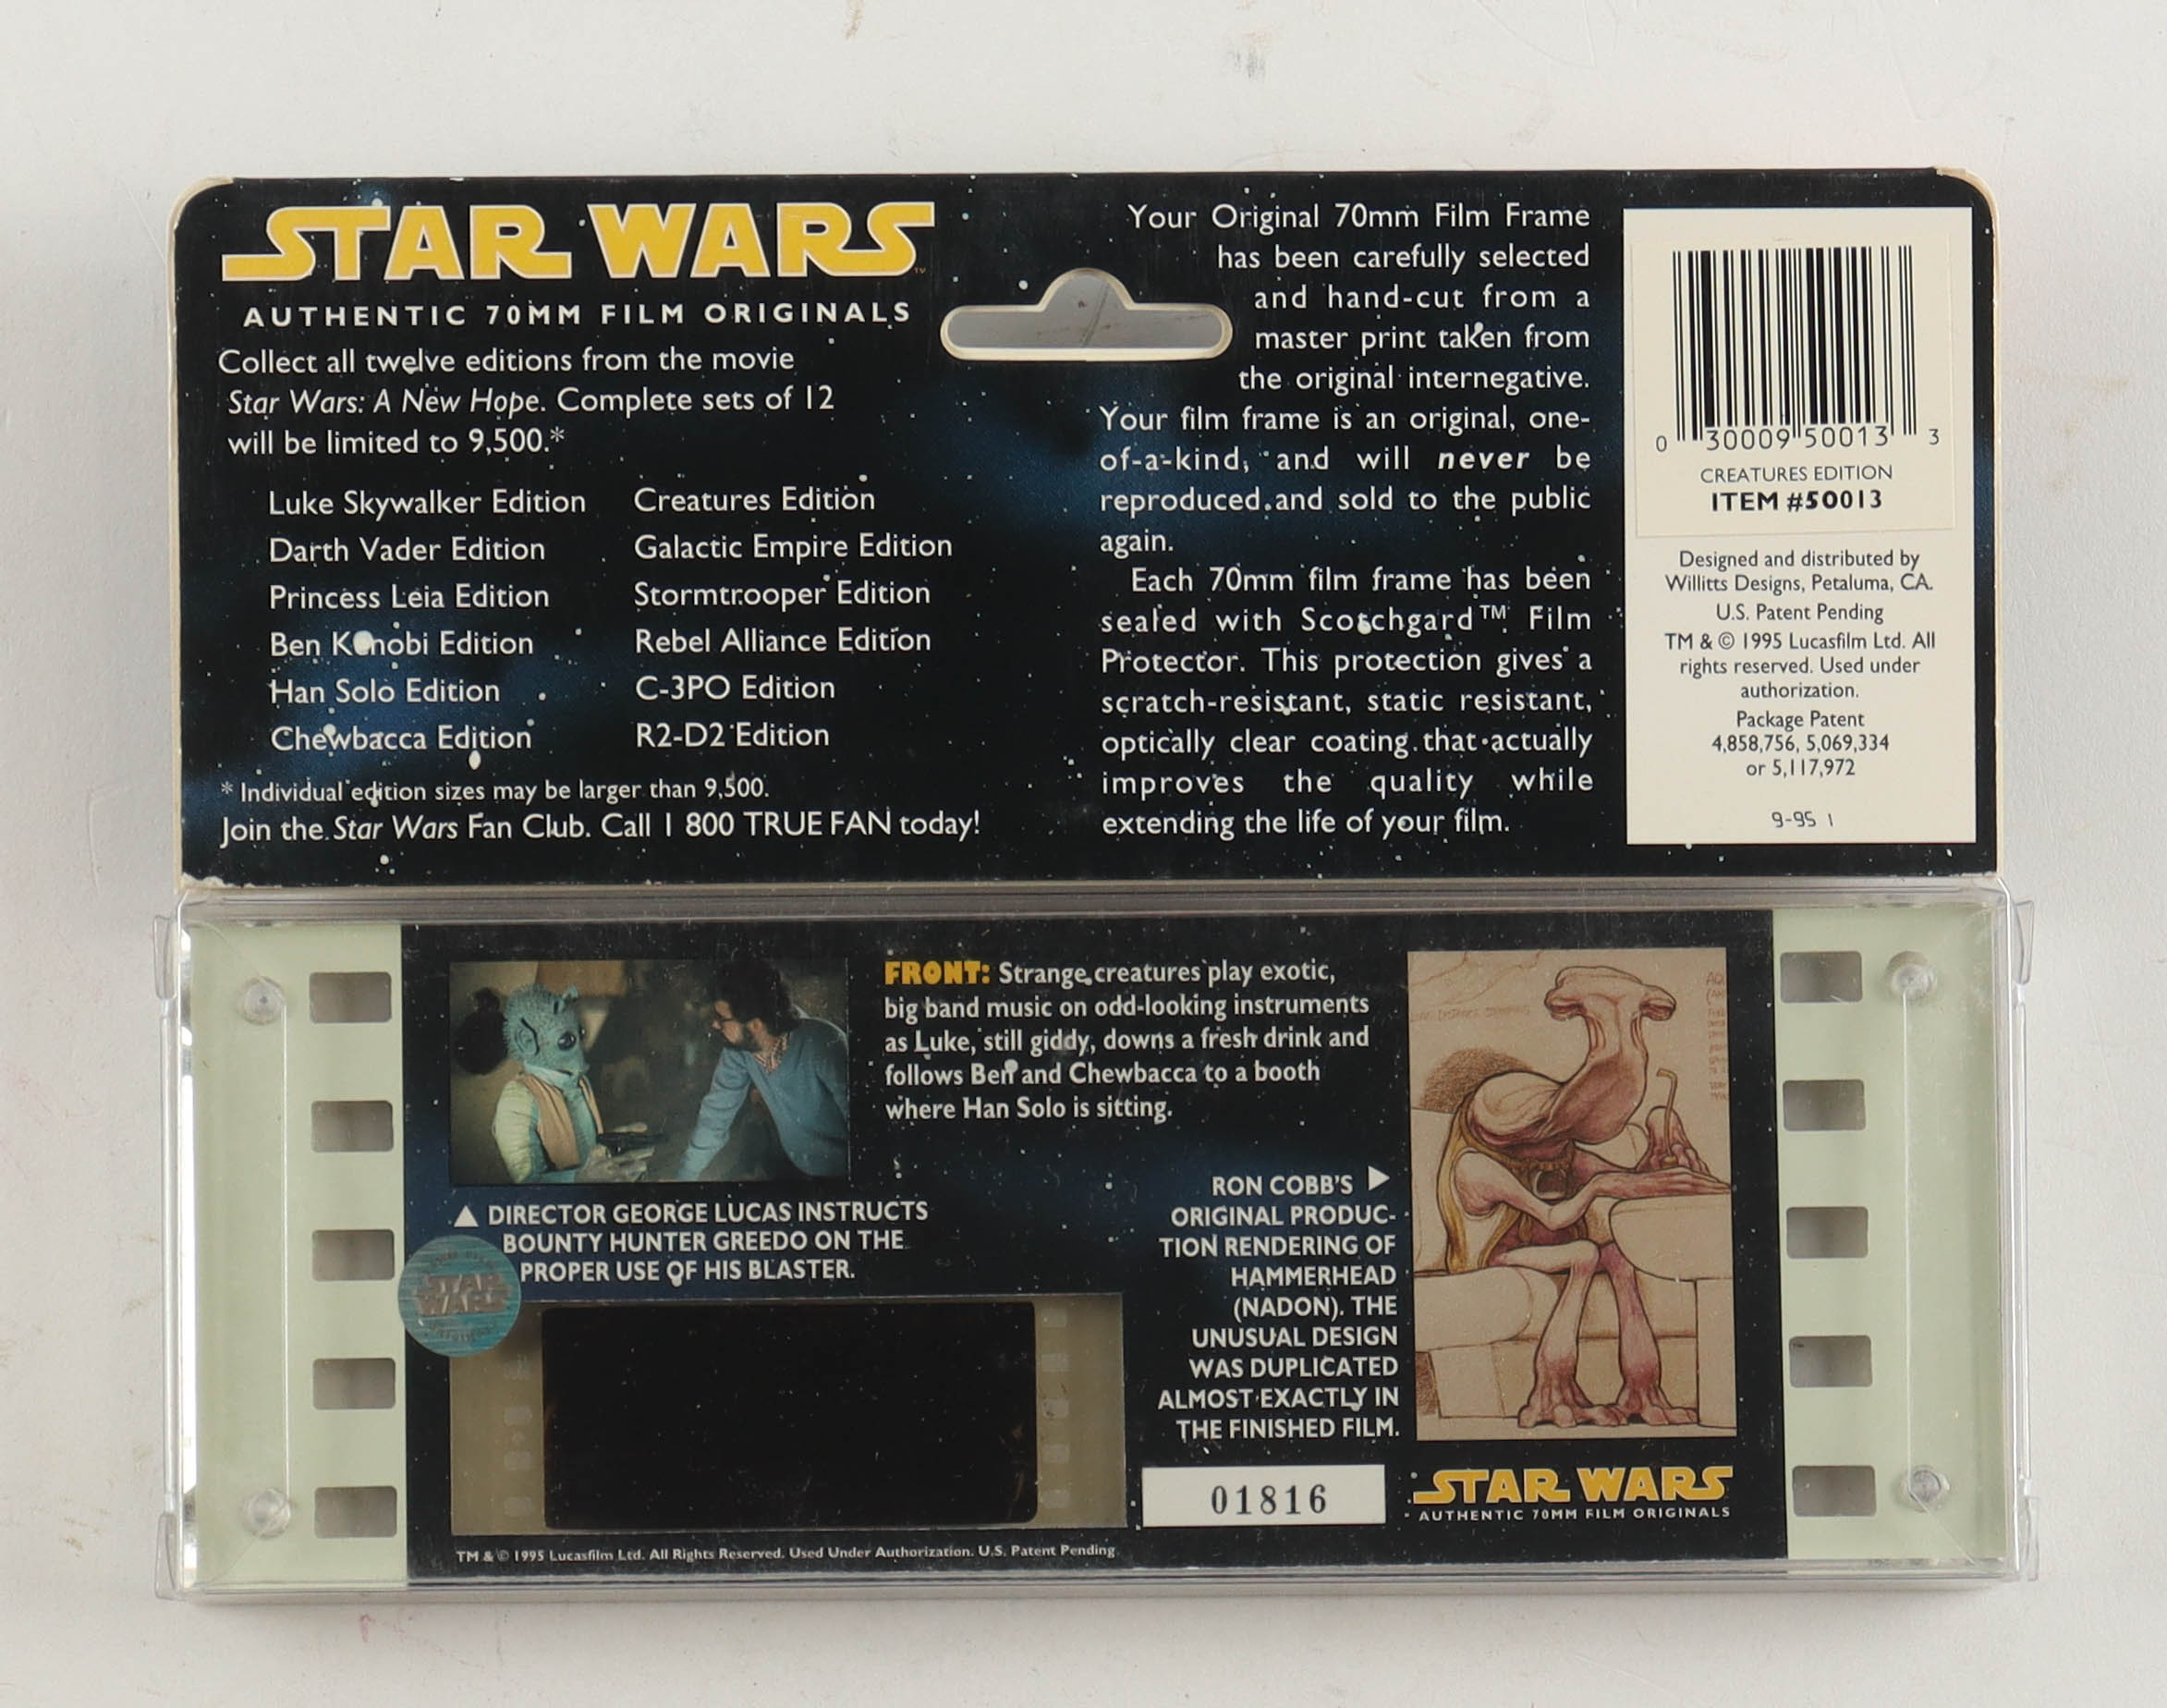 STAR WARS
TM
AUTHENTIC 70MM FILM ORIGINALS
Collect all twelve editions from the movie
Star Wars: A New Hope. Complete sets of 12
will be limited to 9,500.*
Luke Skywalker Edition
Darth Vader Edition
Princess Leia Edition
Ben Kenobi Edition
Han Solo Edition
Chewbacca Edition
Creatures Edition
Galactic Empire Edition
Stormtrooper Edition
Rebel Alliance Edition
C-3PO Edition
R2-D2 Edition
* Individual edition sizes may be larger than 9,500.
Join the Star Wars Fan Club. Call 1 800 TRUE FAN today!
Your Original 70mm Film Frame
has been carefully selected
and hand-cut from a
master print taken from
the original internegative.
Your film frame is an original, one-
of-a-kind, and will never be
reproduced and sold to the public
again.
Each 70mm film frame has been
sealed with Scotchgard™ Film
Protector. This protection gives a
scratch-resistant, static resistant,
optically clear coating that actually
improves the quality while
extending the life of your film.
0 30009 50013 3
CREATURES EDITION
ITEM #50013
Designed and distributed by
Willitts Designs, Petaluma, CA.
U.S. Patent Pending
TM & © 1995 Lucasfilm Ltd. All
rights reserved. Used under
authorization.
Package Patent
4,858,756, 5,069,334
or 5,117,972
9-95 1
FRONT: Strange creatures play exotic,
big band music on odd-looking instruments
as Luke, still giddy, downs a fresh drink and
follows Ben and Chewbacca to a booth
where Han Solo is sitting.
▲ DIRECTOR GEORGE LUCAS INSTRUCTS
BOUNTY HUNTER GREEDO ON THE
PROPER USE OF HIS BLASTER.
STAR
WARS
RON COBB'S ▶
ORIGINAL PRODUC-
TION RENDERING OF
HAMMERHEAD
(NADON). THE
UNUSUAL DESIGN
WAS DUPLICATED
ALMOST EXACTLY IN
THE FINISHED FILM.
01816
STAR WARS
AUTHENTIC 70MM FILM ORIGINALS
TM & © 1995 Lucasfilm Ltd. All Rights Reserved. Used Under Authorization. U.S. Patent Pending